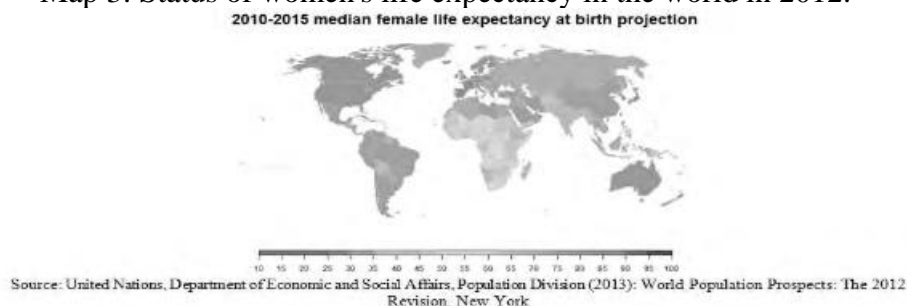 Map 3: Status of women's life expectancy in the world in 2012.
2010-2015 median female life expectancy at birth projection
10 15 20 25 30 35 40 45 50 55 60 65 70 75 80 85 90 95 100
Source: United Nations, Department of Economic and Social Affairs, Population Division (2013): World Population Prospects: The 2012
Revision. New York